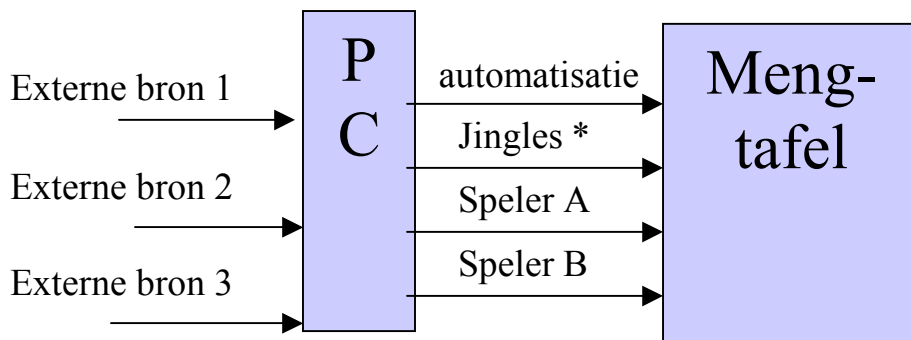 Externe bron 1
Externe bron 2
Externe bron 3
P
C
automatisatie
Jingles *
Speler A
Speler B
Meng-
tafel